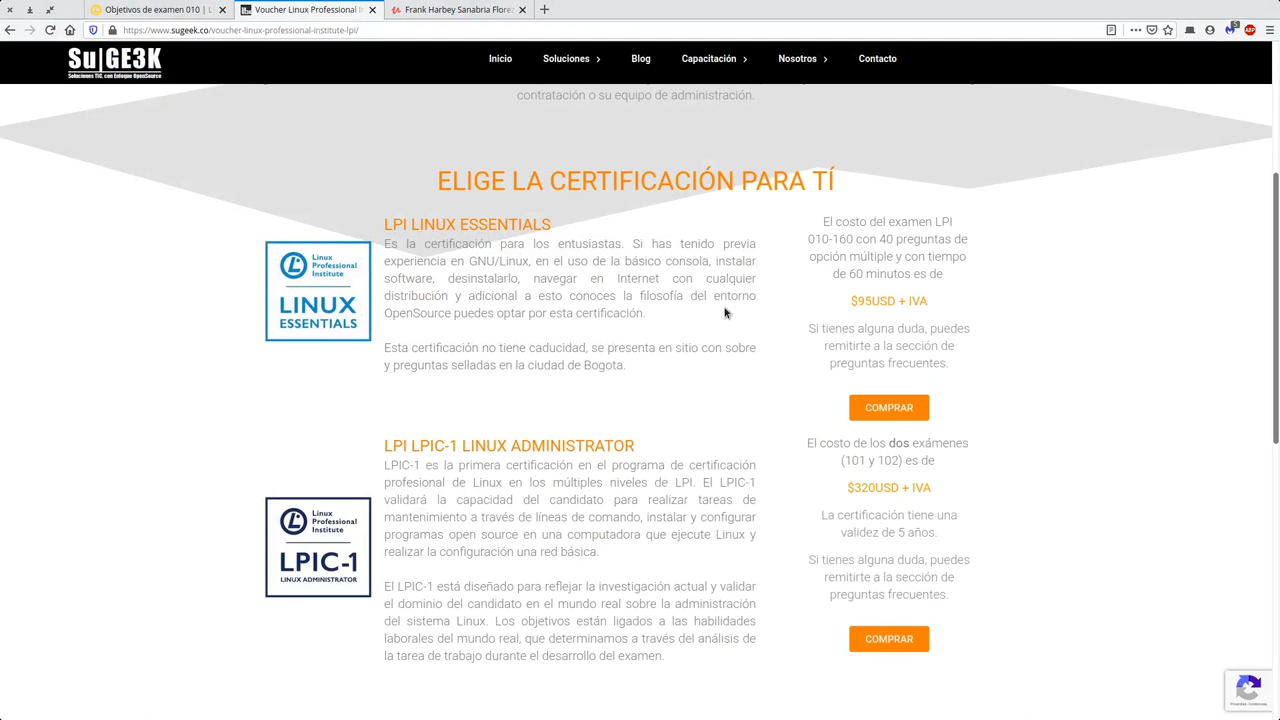 Objetivos de examen 010 | L
Voucher Linux Professional I
Frank Harbey Sanabria Florez
https://www.sugeek.co/voucher-linux-professional-institute-lpi/
5
ABP
Su|GE3K
Soluciones TIC con Enfoque OpenSource
Inicio
Soluciones
Blog
Capacitación
Nosotros
Contacto
contratación o su equipo de administración.
ELIGE LA CERTIFICACIÓN PARA TÍ
Linux
Professional
Institute
LINUX
ESSENTIALS
LPI LINUX ESSENTIALS
Es la certificación para los entusiastas. Si has tenido previa
experiencia en GNU/Linux, en el uso de la básico consola, instalar
software, desinstalarlo, navegar en Internet con cualquier
distribución y adicional a esto conoces la filosofía del entorno
OpenSource puedes optar por esta certificación.
Esta certificación no tiene caducidad, se presenta en sitio con sobre
y preguntas selladas en la ciudad de Bogota.
El costo del examen LPI
010-160 con 40 preguntas de
opción múltiple y con tiempo
de 60 minutos es de
$95USD + IVA
Si tienes alguna duda, puedes
remitirte a la sección de
preguntas frecuentes.
COMPRAR
Linux
Professional
Institute
LPIC-1
LINUX ADMINISTRATOR
LPI LPIC-1 LINUX ADMINISTRATOR
LPIC-1 es la primera certificación en el programa de certificación
profesional de Linux en los múltiples niveles de LPI. El LPIC-1
validará la capacidad del candidato para realizar tareas de
mantenimiento a través de líneas de comando, instalar y configurar
programas open source en una computadora que ejecute Linux y
realizar la configuración una red básica.
El LPIC-1 está diseñado para reflejar la investigación actual y validar
el dominio del candidato en el mundo real sobre la administración
del sistema Linux. Los objetivos están ligados a las habilidades
laborales del mundo real, que determinamos a través del análisis de
la tarea de trabajo durante el desarrollo del examen.
El costo de los dos exámenes
(101 y 102) es de
$320USD + IVA
La certificación tiene una
validez de 5 años.
Si tienes alguna duda, puedes
remitirte a la sección de
preguntas frecuentes.
COMPRAR